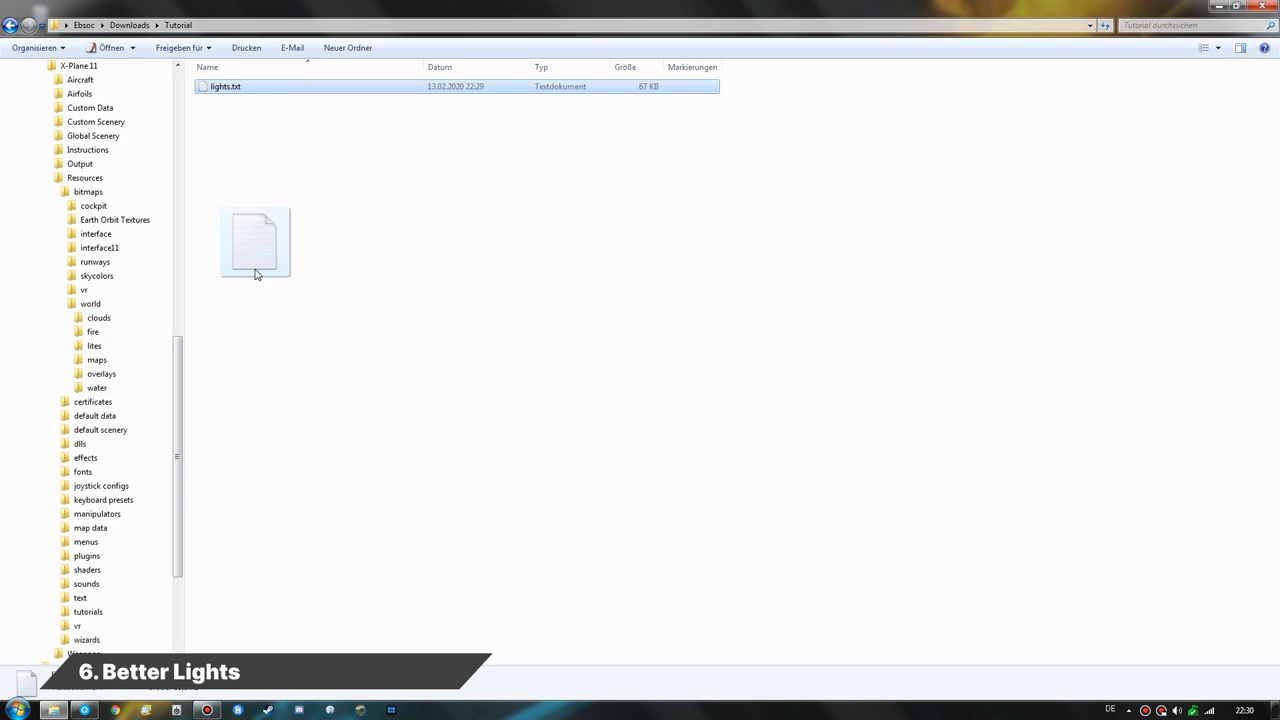 Ebsoc Downloads Tutorial
Tutorial durchsuchen
Organisieren Öffnen Freigeben für Drucken E-Mail Neuer Ordner
Name Datum Typ Größe Markierungen
lights.txt 13.02.2020 22:29 Textdokument 67 KB
X-Plane 11
Aircraft
Airfoils
Custom Data
Custom Scenery
Global Scenery
Instructions
Output
Resources
bitmaps
cockpit
Earth Orbit Textures
interface
interface11
runways
skycolors
vr
world
clouds
fire
lites
maps
overlays
water
certificates
default data
default scenery
dlls
effects
fonts
joystick configs
keyboard presets
manipulators
map data
menus
plugins
shaders
sounds
text
tutorials
vr
wizards
6. Better Lights
DE
22:30